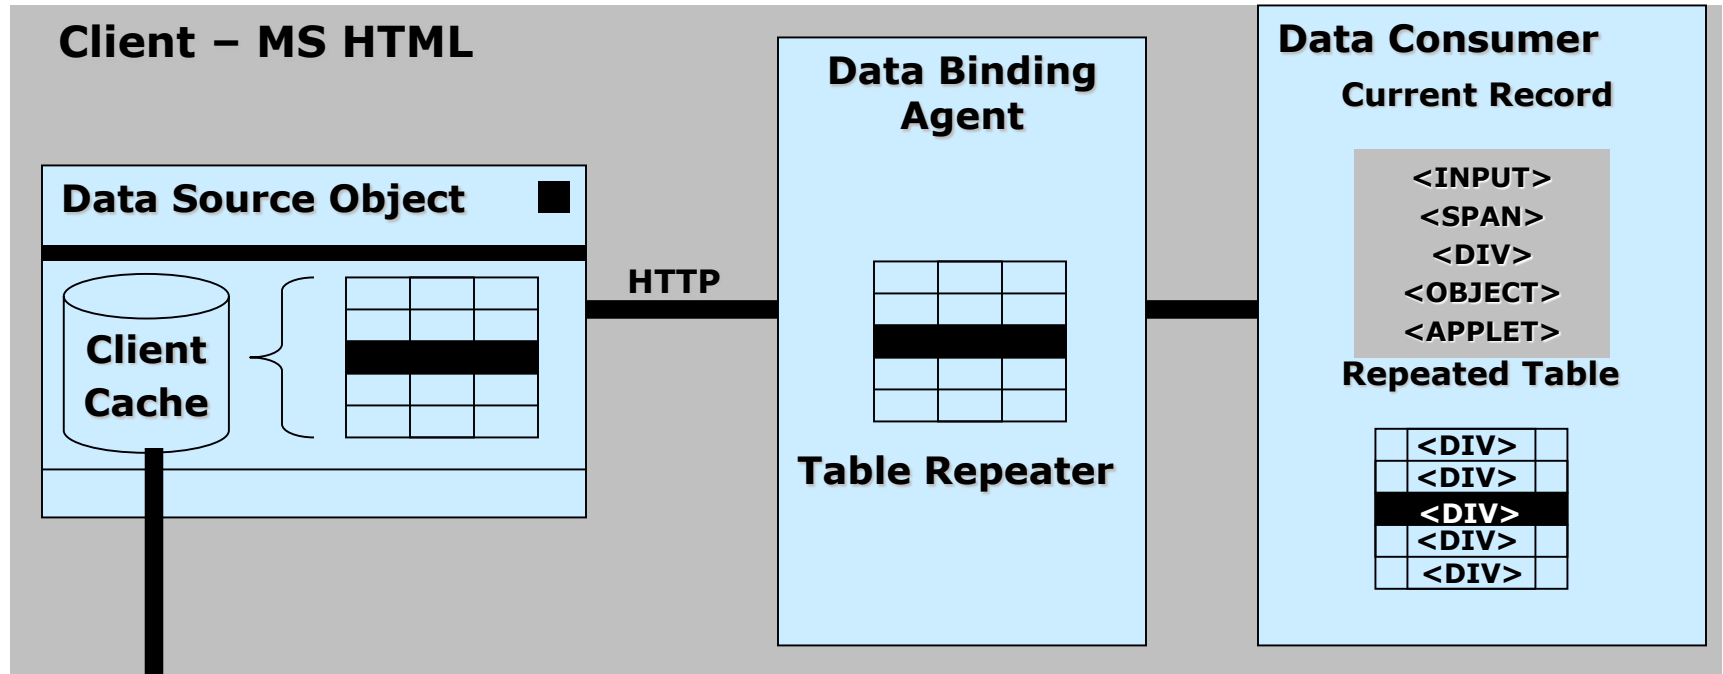 Client – MS HTML
Data Source Object
Client
Cache
HTTP
Data Binding
Agent
Table Repeater
Data Consumer
Current Record
<INPUT>
<SPAN>
<DIV>
<OBJECT>
<APPLET>
Repeated Table
<DIV>
<DIV>
<DIV>
<DIV>
<DIV>